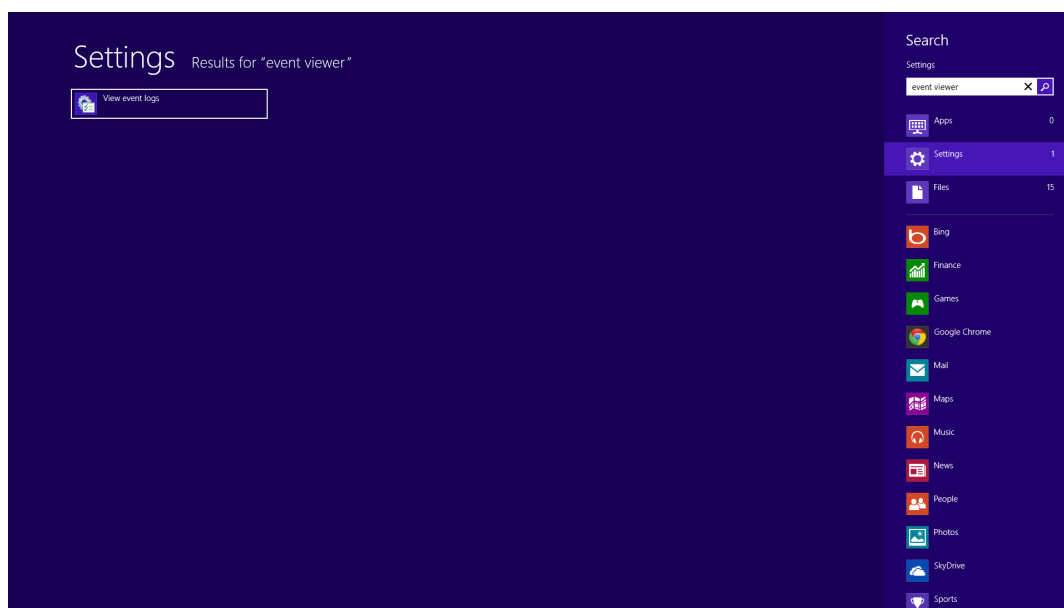 Settings Results for "event viewer"
View event logs
Search
Settings
event viewer
Apps 0
Settings 1
Files 15
Bing
Finance
Games
Google Chrome
Mail
Maps
Music
News
People
Photos
SkyDrive
Sports